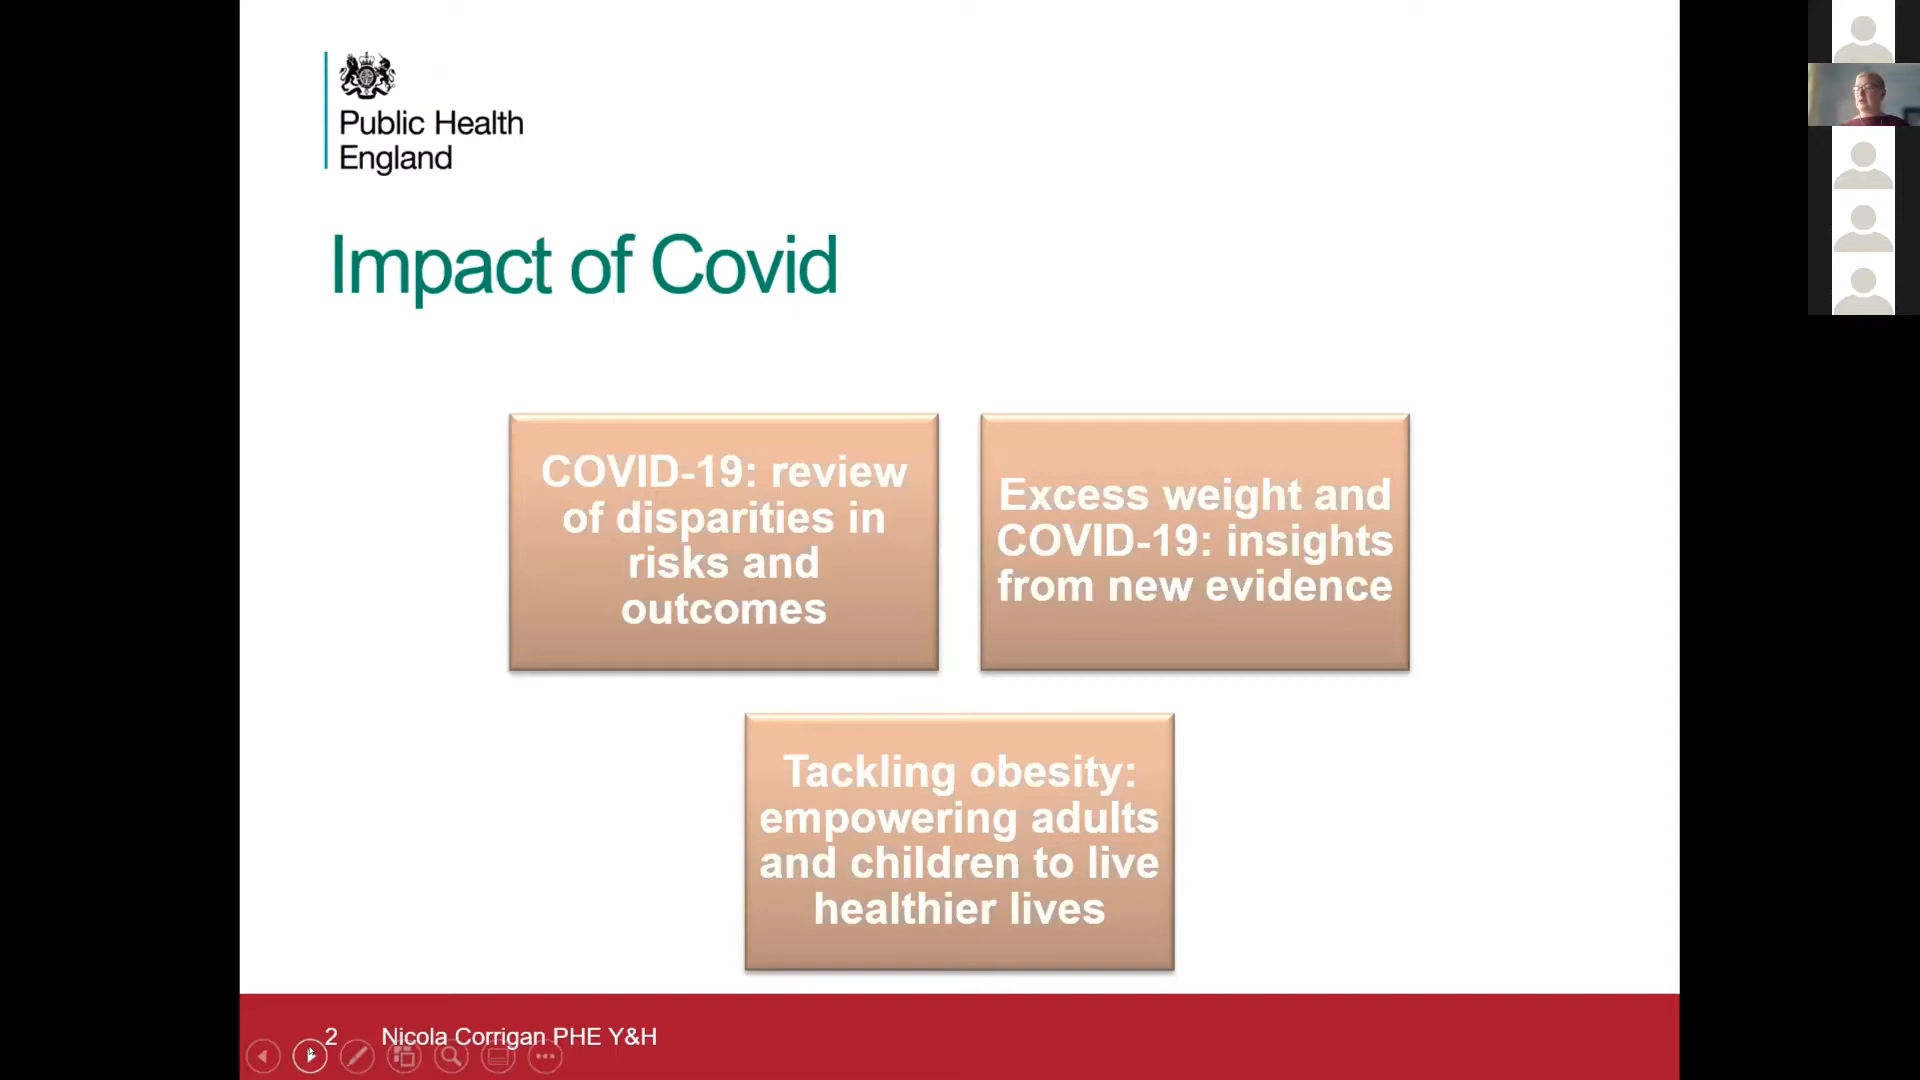 Public Health
England
Impact of Covid
COVID-19: review
of disparities in
risks and
outcomes
Excess weight and
COVID-19: insights
from new evidence
Tackling obesity:
empowering adults
and children to live
healthier lives
2 Nicola Corrigan PHE Y&H